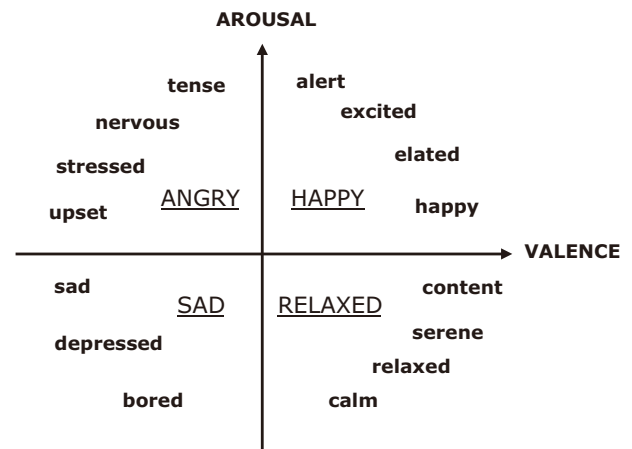 AROUSAL
tense
alert
nervous
excited
stressed
elated
upset
ANGRY
HAPPY
happy
VALENCE
sad
SAD
RELAXED
content
depressed
serene
relaxed
bored
calm